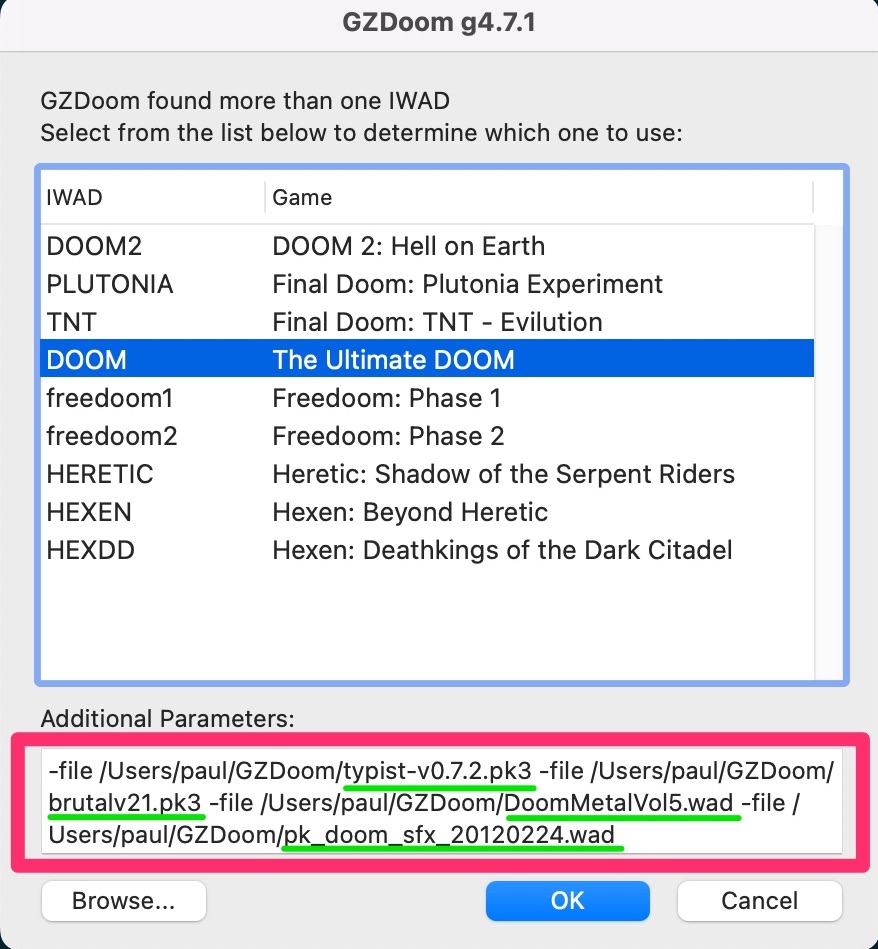 GZDoom g4.7.1
GZDoom found more than one IWAD
Select from the list below to determine which one to use:
IWAD Game
DOOM2 DOOM 2: Hell on Earth
PLUTONIA Final Doom: Plutonia Experiment
TNT Final Doom: TNT - Evilution
DOOM The Ultimate DOOM
freedoom1 Freedoom: Phase 1
freedoom2 Freedoom: Phase 2
HERETIC Heretic: Shadow of the Serpent Riders
HEXEN Hexen: Beyond Heretic
HEXDD Hexen: Deathkings of the Dark Citadel
Additional Parameters:
-file /Users/paul/GZDoom/typist-v0.7.2.pk3 -file /Users/paul/GZDoom/
brutalv21.pk3 -file /Users/paul/GZDoom/DoomMetalVol5.wad -file /
Users/paul/GZDoom/pk_doom_sfx_20120224.wad
Browse... OK Cancel